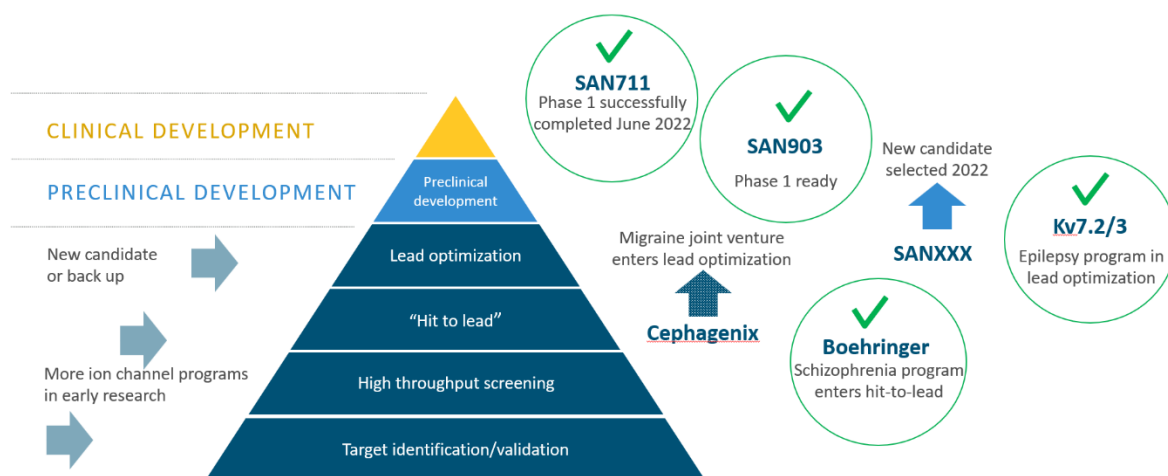 CLINICAL DEVELOPMENT
PRECLINICAL DEVELOPMENT
New candidate
or back up
More ion channel programs
in early research
Preclinical
development
Lead optimization
“Hit to lead”
High throughput screening
Target identification/validation
SAN711
Phase 1 successfully
completed June 2022
SAN903
Phase 1 ready
New candidate
selected 2022
SANXXX
Kv7.2/3
Epilepsy program in
lead optimization
Migraine joint venture
enters lead optimization
Cephagenix
Boehringer
Schizophrenia program
enters hit-to-lead